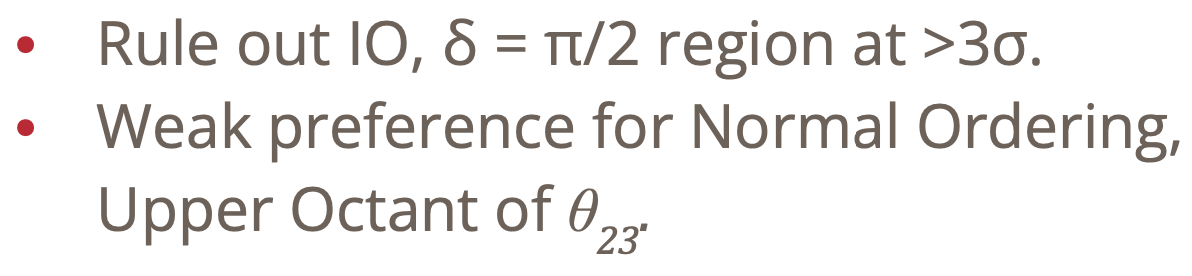 • Rule out IO, δ = π/2 region at >3σ.
• Weak preference for Normal Ordering,
Upper Octant of θ23.